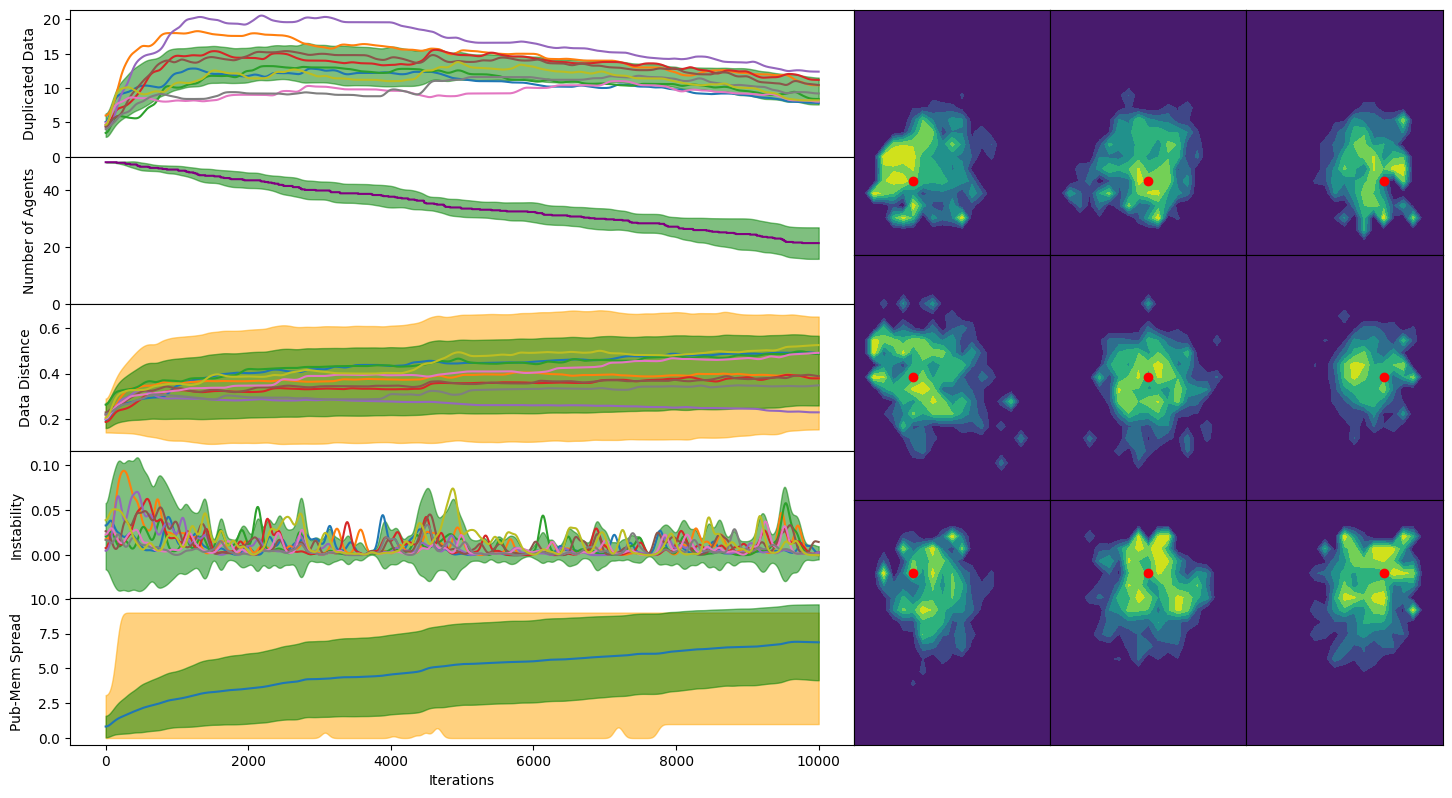 20
15
10
5
0
Duplicated Data
40
20
0
Number of Agents
0.6
0.4
0.2
Data Distance
0.10
0.05
0.00
Instability
10.0
7.5
5.0
2.5
0.0
Pub-Mem Spread
0 2000 4000 6000 8000 10000
Iterations